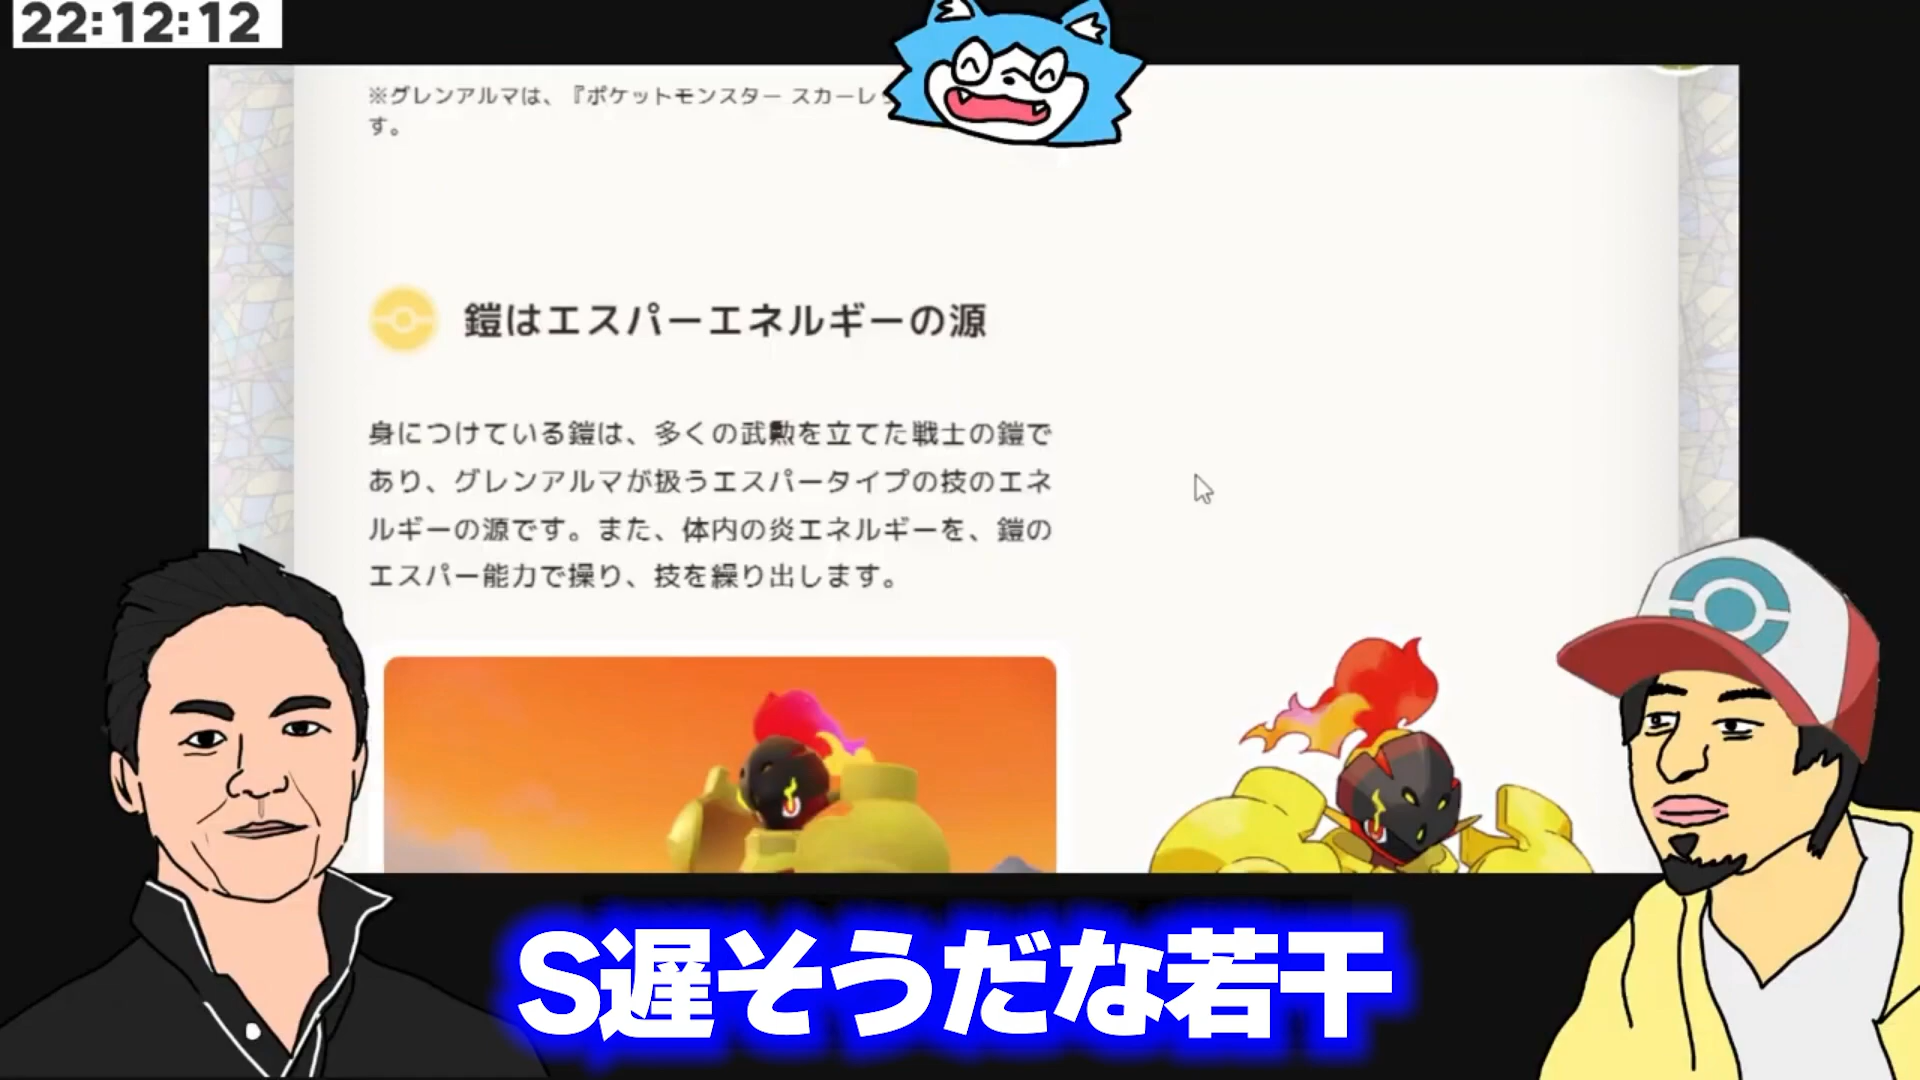 22:12:12
※グレンアルマは、『ポケットモンスター スカーレッ
す。
鎧はエスパーエネルギーの源
身につけている鎧は、多くの武勲を立てた戦士の鎧で
あり、グレンアルマが扱うエスパータイプの技のエネ
ルギーの源です。また、体内の炎エネルギーを、鎧の
エスパー能力で操り、技を繰り出します。
S遅そうだな若干